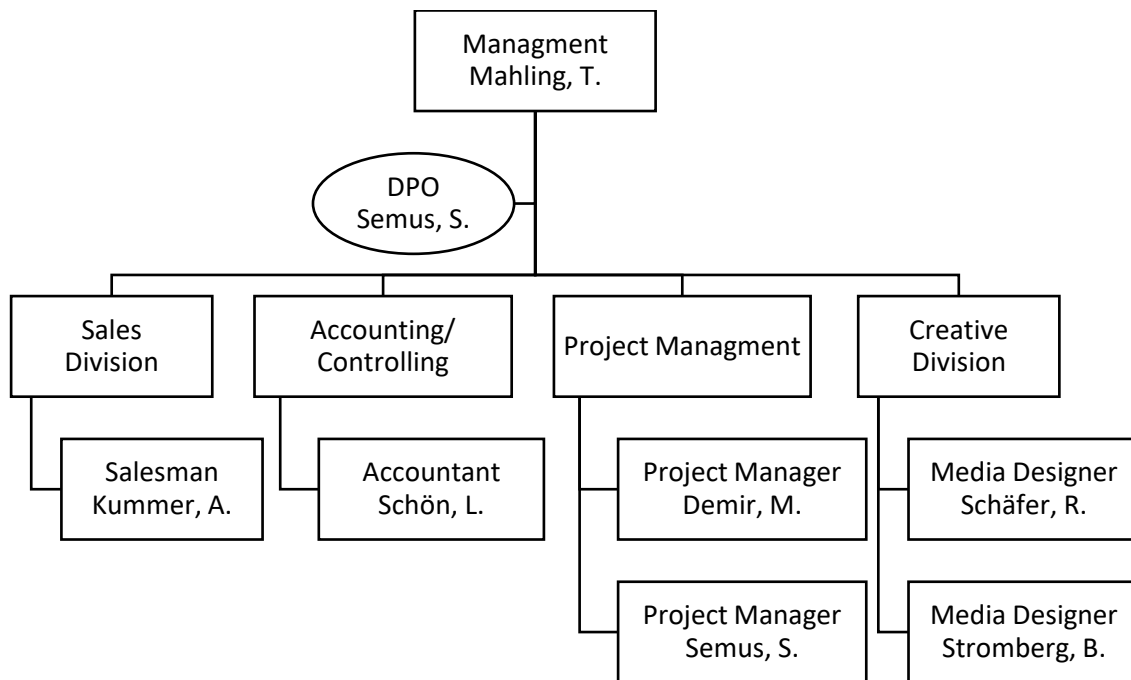 Managment
Mahling, T.
DPO
Semus, S.
Sales
Division
Accounting/
Controlling
Project Managment
Creative
Division
Salesman
Kummer, A.
Accountant
Schön, L.
Project Manager
Demir, M.
Media Designer
Schäfer, R.
Project Manager
Semus, S.
Media Designer
Stromberg, B.